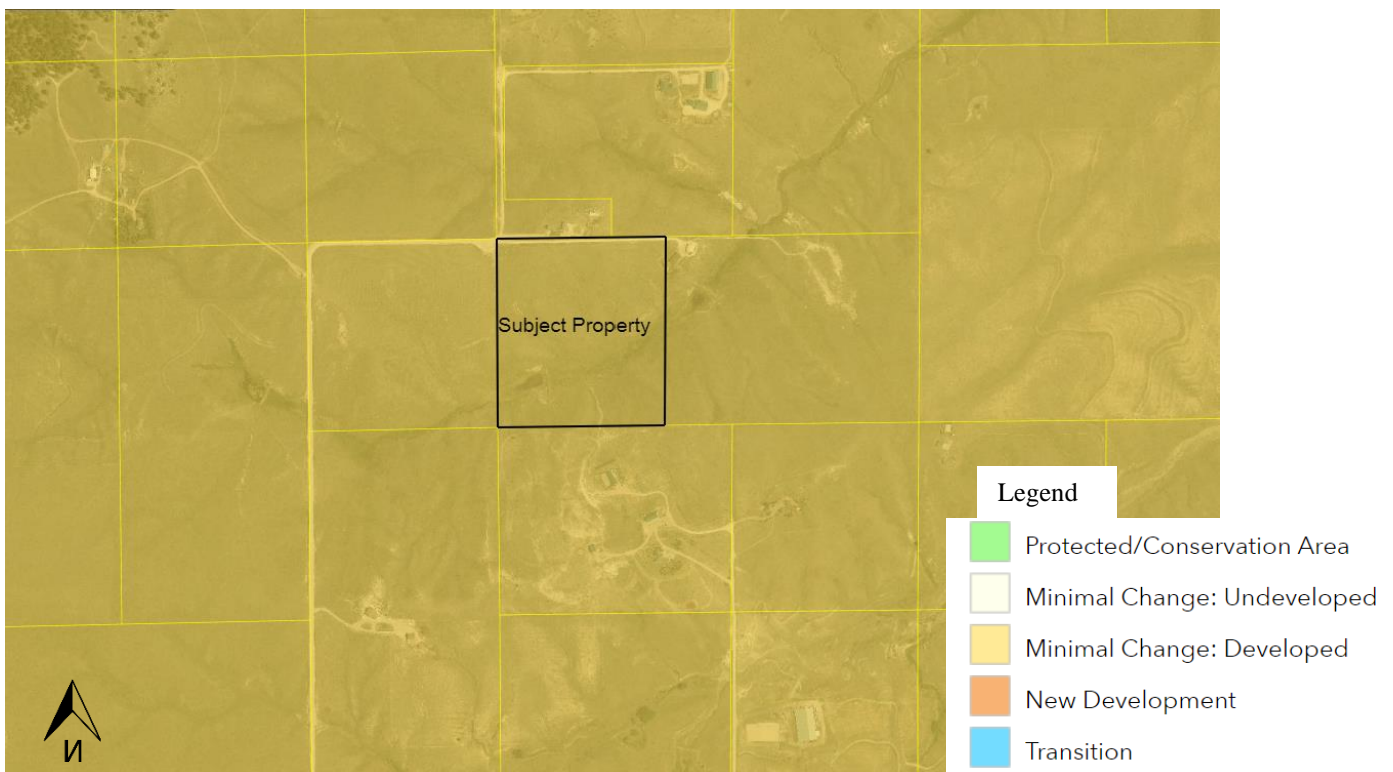 Subject Property
Legend
Protected/Conservation Area
Minimal Change: Undeveloped
Minimal Change: Developed
New Development
Transition
N